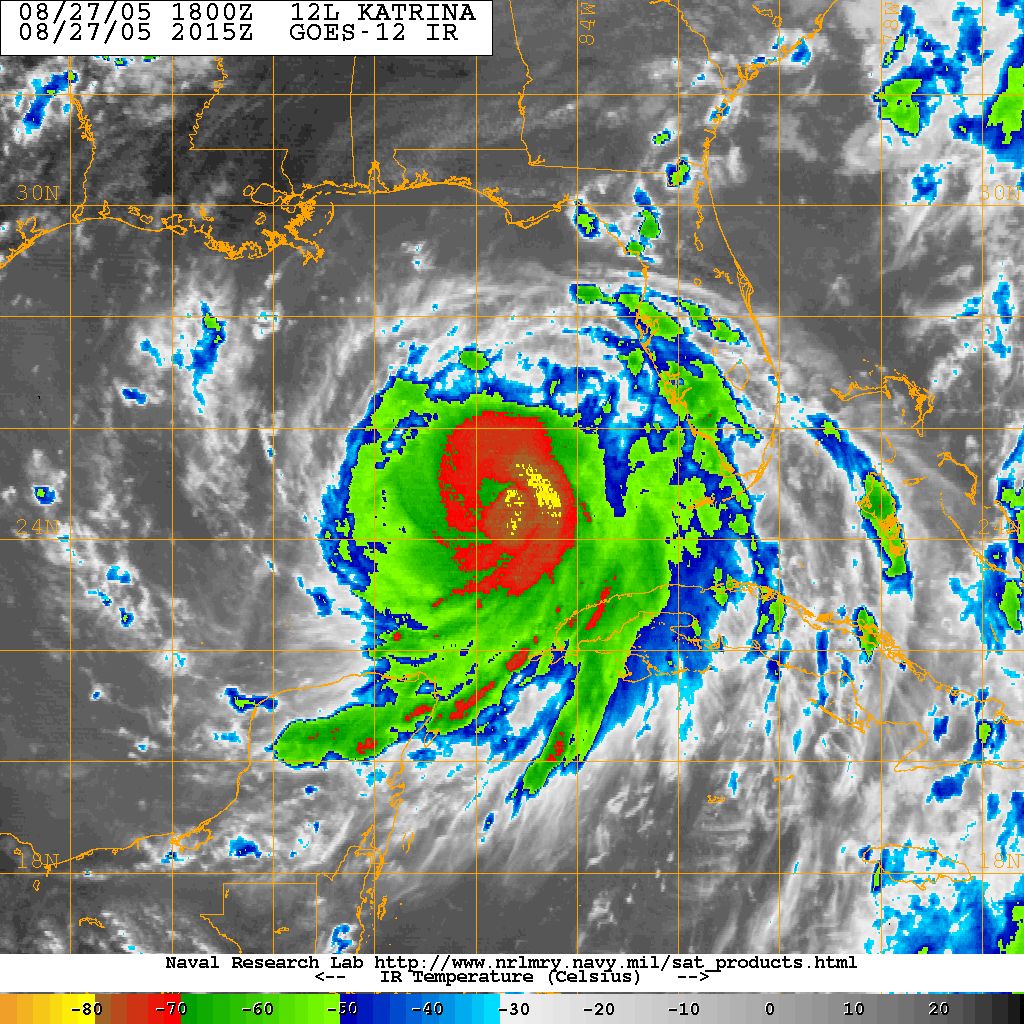 08/27/05 1800Z 12L KATRINA
08/27/05 2015Z GOES-12 IR
84W 78W
30N 30N
24N 24N
18N 18N
Naval Research Lab http://www.nrlmry.navy.mil/sat_products.html
<-- IR Temperature (Celsius) -->
-80 -70 -60 -50 -40 -30 -20 -10 0 10 20